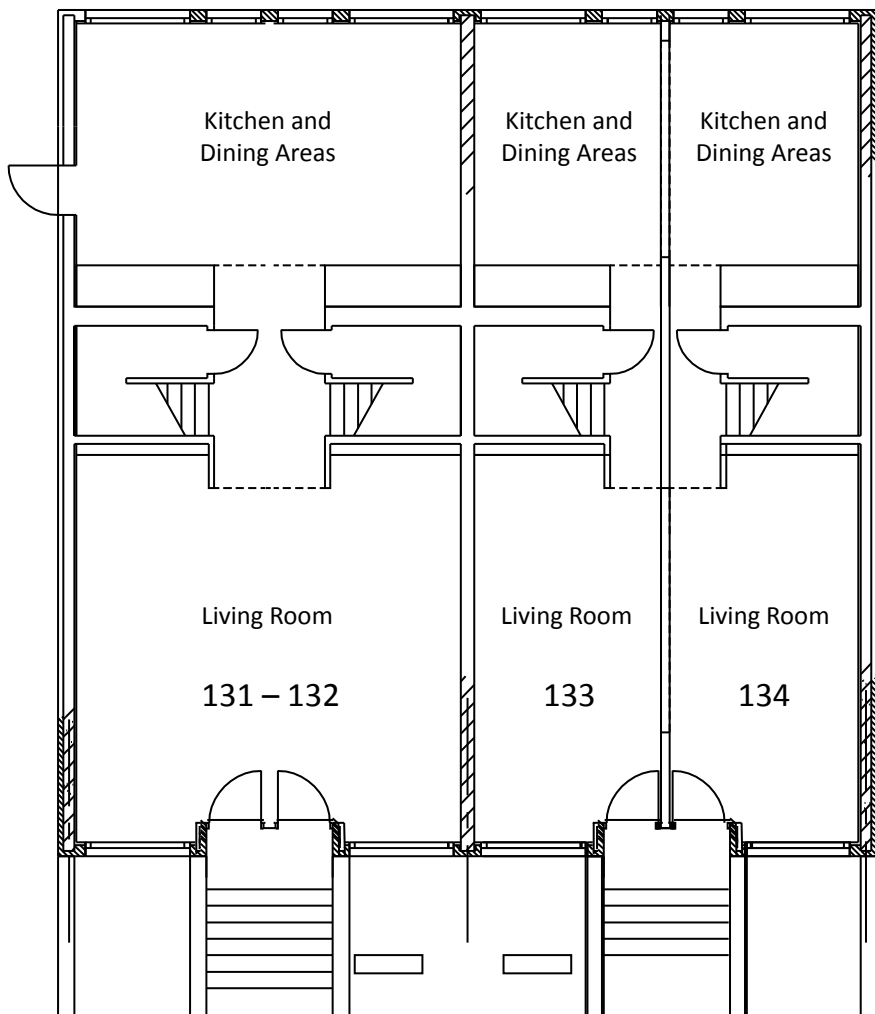 Kitchen and
Dining Areas
Kitchen and
Dining Areas
Kitchen and
Dining Areas
Living Room
Living Room
Living Room
131 – 132
133
134